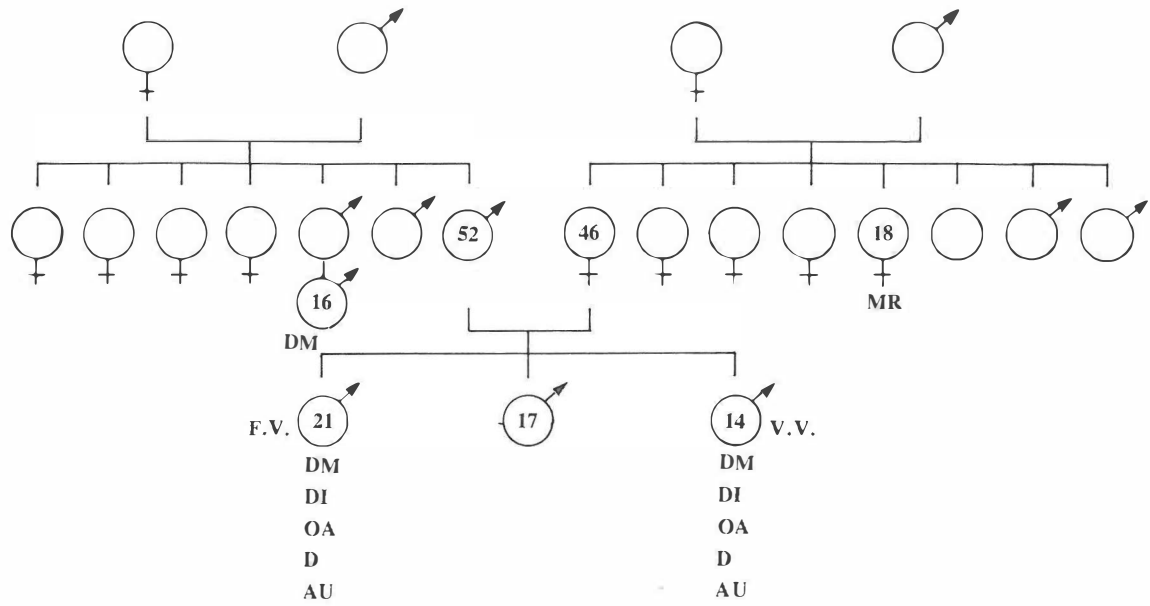 52 46 18
16 MR
DM
F.V. 21 17 14 V.V.
DM DM
DI DI
OA OA
D D
AU AU